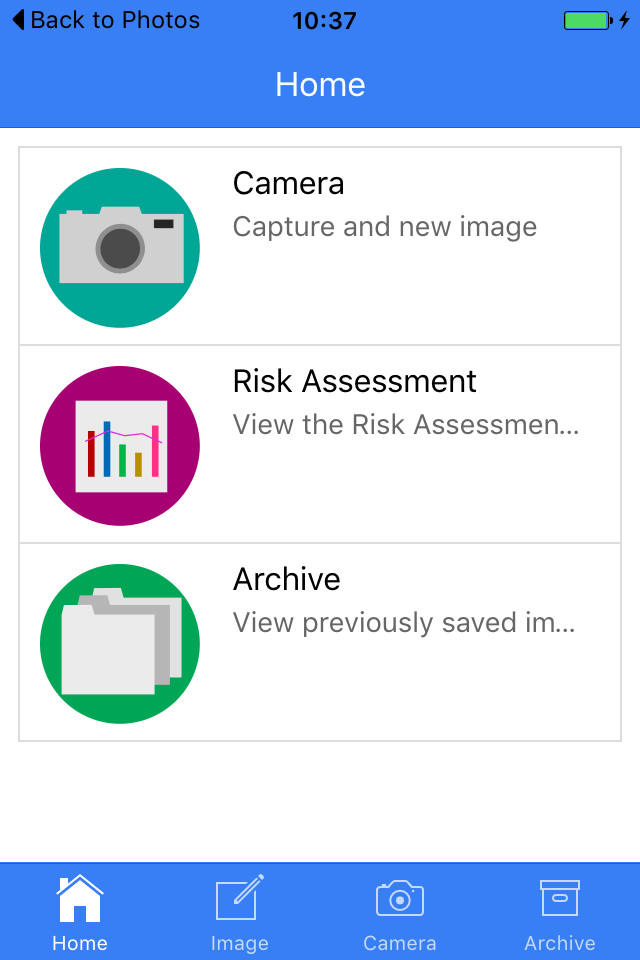 Back to Photos
10:37
Home
Camera
Capture and new image
Risk Assessment
View the Risk Assessmen...
Archive
View previously saved im...
Home
Image
Camera
Archive